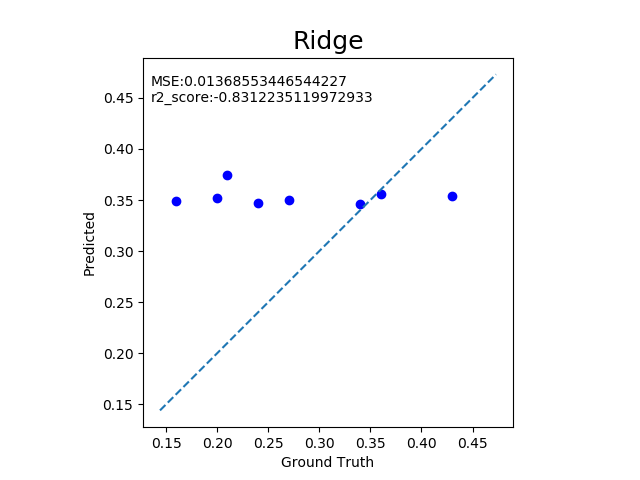 Ridge
MSE:0.01368553446544227
r2_score:-0.8312235119972933
0.45
0.40
0.35
0.30
0.25
0.20
0.15
Predicted
0.15 0.20 0.25 0.30 0.35 0.40 0.45
Ground Truth